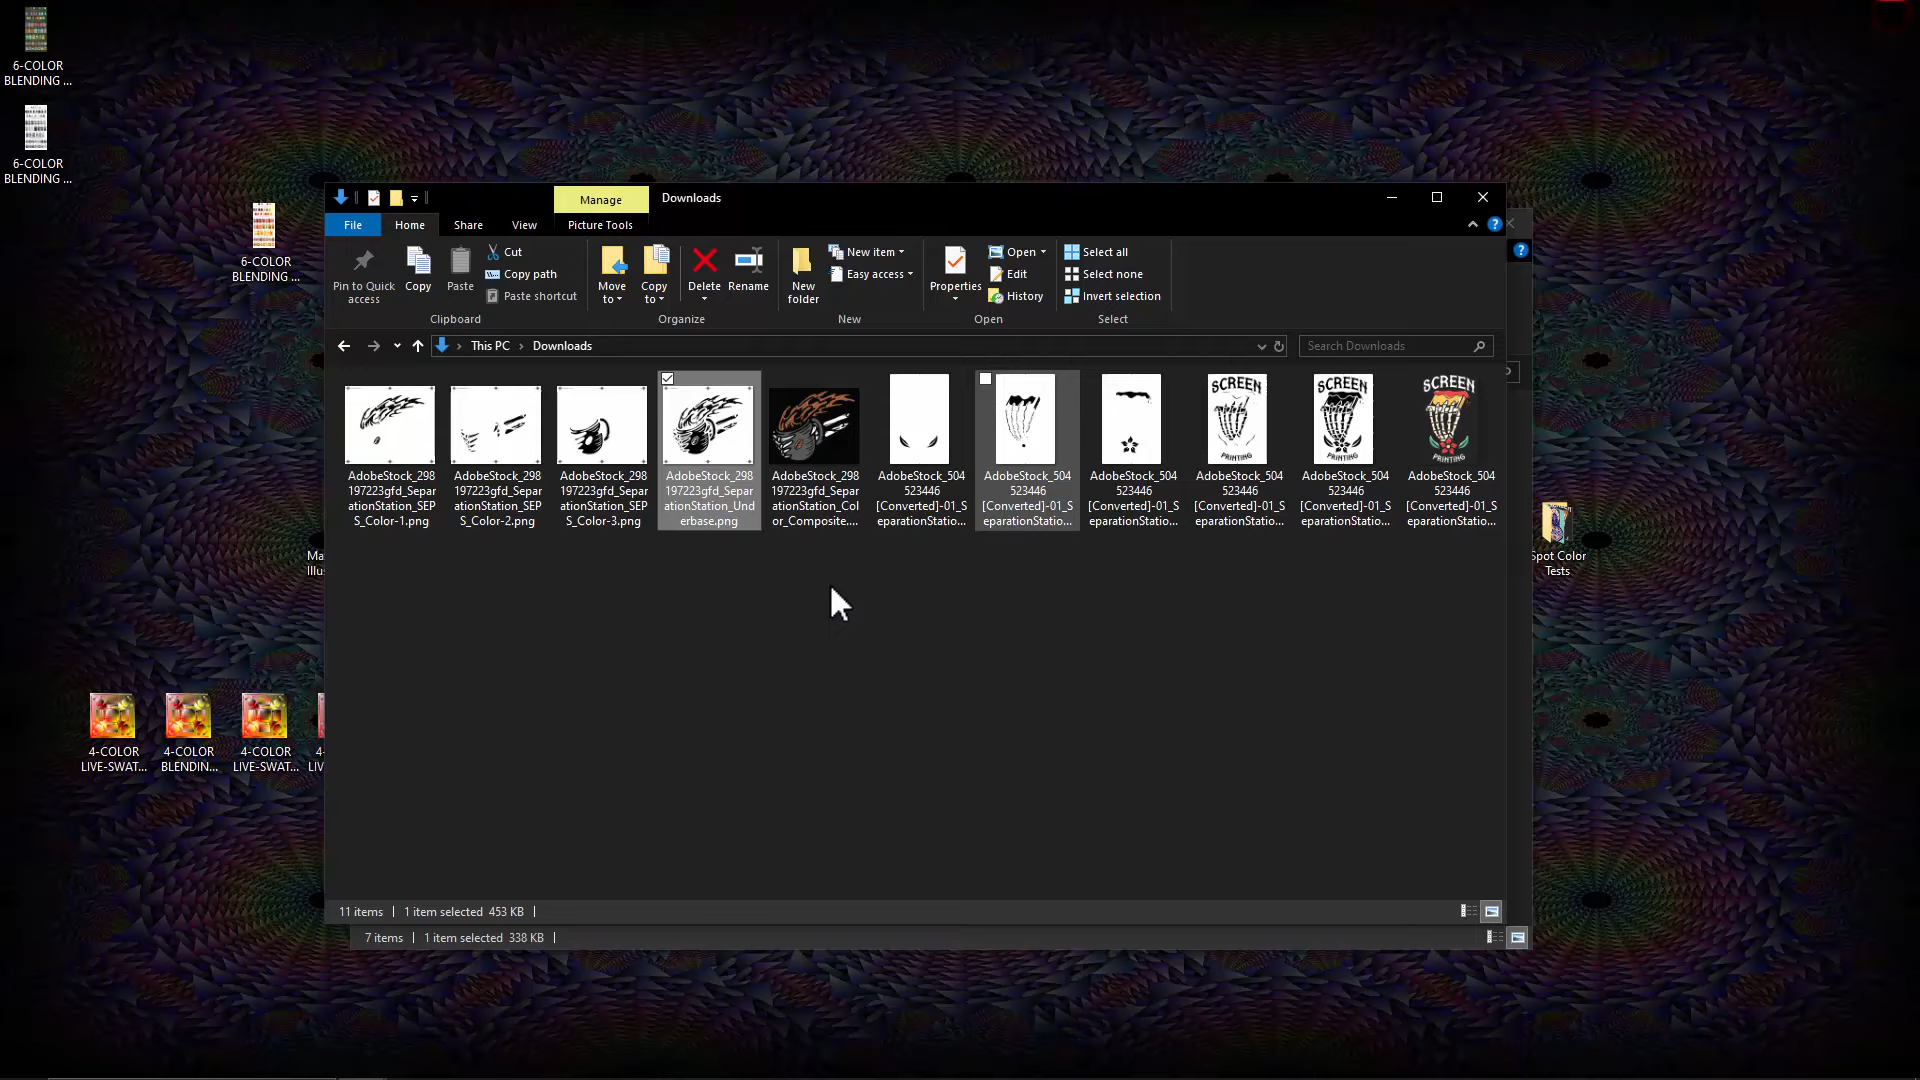 6-COLOR
BLENDING ...
6-COLOR
BLENDING ...
6-COLOR
BLENDING ...
Manage
Downloads
File
Home
Share
View
Picture Tools
Pin to Quick
access
Copy
Paste
Cut
Copy path
Paste shortcut
Clipboard
Move
to
Copy
to
Delete
Rename
Organize
New
folder
New item
Easy access
New
Properties
Open
Edit
History
Open
Select all
Select none
Invert selection
Select
This PC > Downloads
Search Downloads
AdobeStock_298
197223gfd_Separ
ationStation_SEP
S_Color-1.png
AdobeStock_298
197223gfd_Separ
ationStation_SEP
S_Color-2.png
AdobeStock_298
197223gfd_Separ
ationStation_SEP
S_Color-3.png
AdobeStock_298
197223gfd_Separ
ationStation_Und
erbase.png
AdobeStock_298
197223gfd_Separ
ationStation_Col
or_Composite....
AdobeStock_504
523446
[Converted]-01_S
eparationStatio...
AdobeStock_504
523446
[Converted]-01_S
eparationStatio...
AdobeStock_504
523446
[Converted]-01_S
eparationStatio...
SCREEN
PRINTING
AdobeStock_504
523446
[Converted]-01_S
eparationStatio...
SCREEN
PRINTING
AdobeStock_504
523446
[Converted]-01_S
eparationStatio...
SCREEN
PRINTING
AdobeStock_504
523446
[Converted]-01_S
eparationStatio...
Ma
Illus
Spot Color
Tests
4-COLOR
LIVE-SWAT...
4-COLOR
BLENDIN...
4-COLOR
LIVE-SWAT...
4-
LIV
11 items | 1 item selected 453 KB |
7 items | 1 item selected 338 KB |